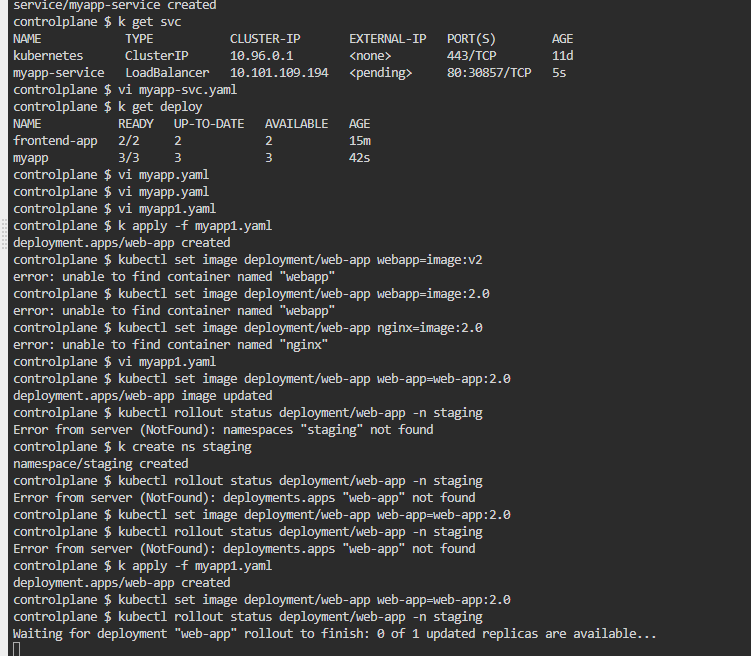 service/myapp-service created
controlplane $ k get svc
NAME TYPE CLUSTER-IP EXTERNAL-IP PORT(S) AGE
kubernetes ClusterIP 10.96.0.1 <none> 443/TCP 11d
myapp-service LoadBalancer 10.101.109.194 <pending> 80:30857/TCP 5s
controlplane $ vi myapp-svc.yaml
controlplane $ k get deploy
NAME READY UP-TO-DATE AVAILABLE AGE
frontend-app 2/2 2 2 15m
myapp 3/3 3 3 42s
controlplane $ vi myapp.yaml
controlplane $ vi myapp.yaml
controlplane $ vi myapp1.yaml
controlplane $ k apply -f myapp1.yaml
deployment.apps/web-app created
controlplane $ kubectl set image deployment/web-app webapp=image:v2
error: unable to find container named "webapp"
controlplane $ kubectl set image deployment/web-app webapp=image:2.0
error: unable to find container named "webapp"
controlplane $ kubectl set image deployment/web-app nginx=image:2.0
error: unable to find container named "nginx"
controlplane $ vi myapp1.yaml
controlplane $ kubectl set image deployment/web-app web-app=web-app:2.0
deployment.apps/web-app image updated
controlplane $ kubectl rollout status deployment/web-app -n staging
Error from server (NotFound): namespaces "staging" not found
controlplane $ k create ns staging
namespace/staging created
controlplane $ kubectl rollout status deployment/web-app -n staging
Error from server (NotFound): deployments.apps "web-app" not found
controlplane $ kubectl set image deployment/web-app web-app=web-app:2.0
controlplane $ kubectl rollout status deployment/web-app -n staging
Error from server (NotFound): deployments.apps "web-app" not found
controlplane $ k apply -f myapp1.yaml
deployment.apps/web-app created
controlplane $ kubectl set image deployment/web-app web-app=web-app:2.0
controlplane $ kubectl rollout status deployment/web-app -n staging
Waiting for deployment "web-app" rollout to finish: 0 of 1 updated replicas are available...